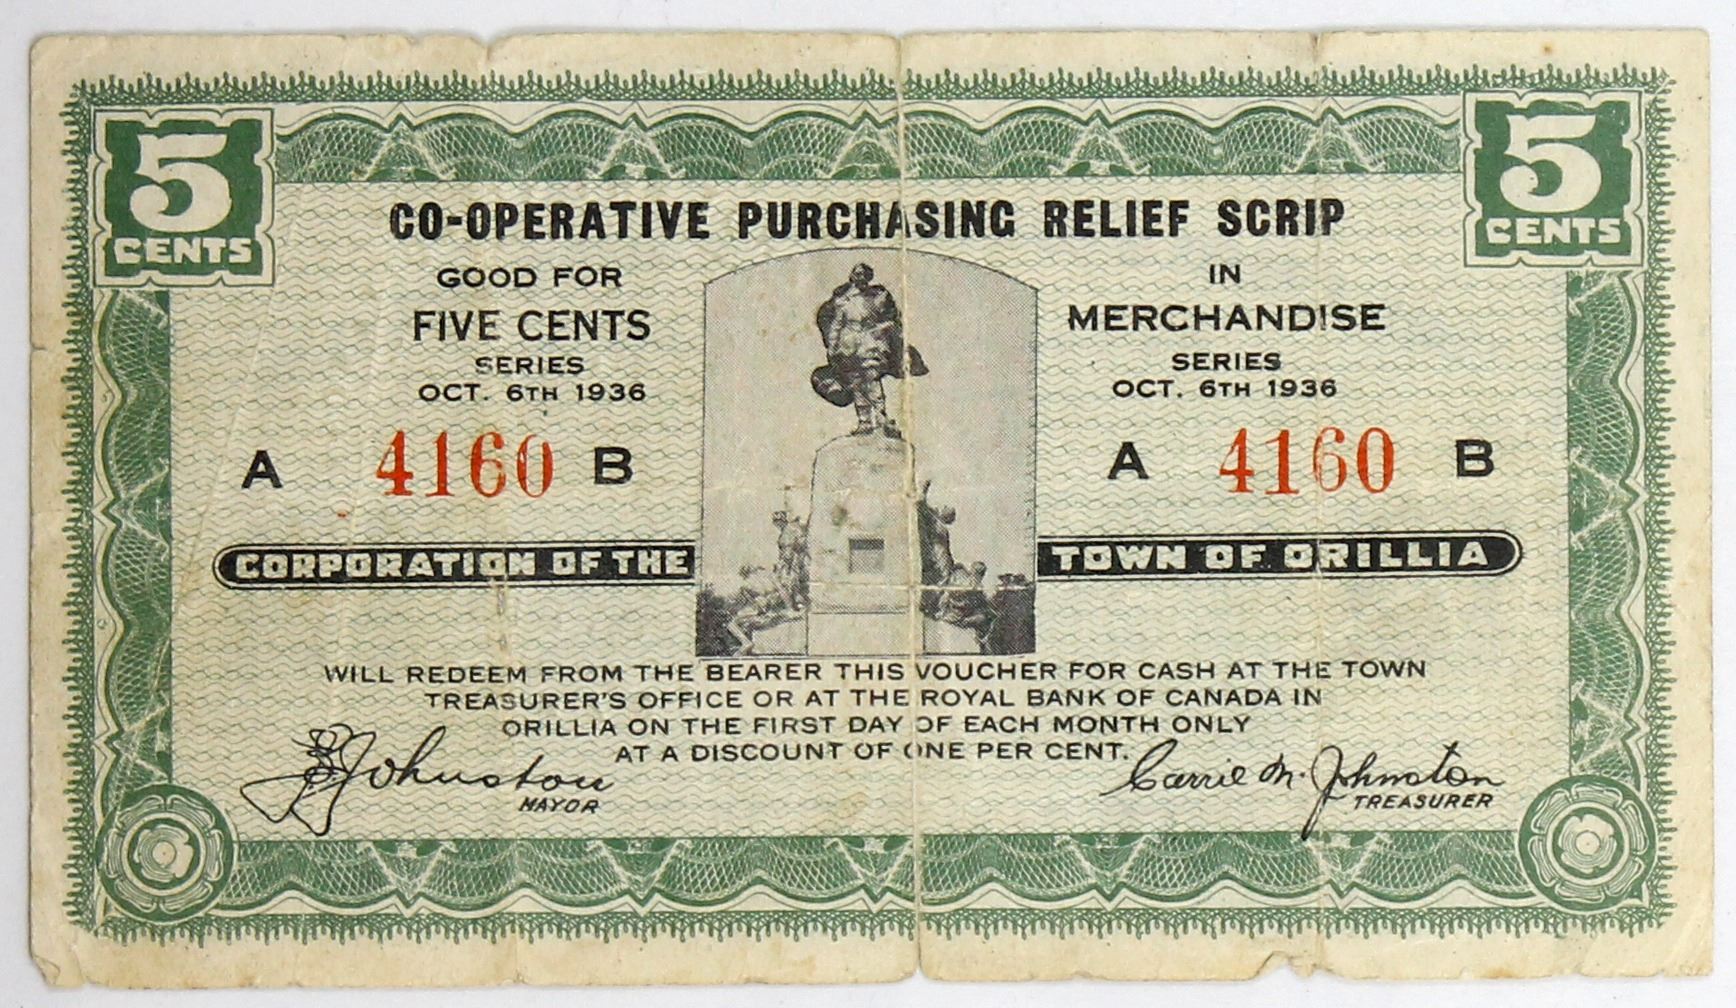 5 CENTS
5 CENTS
CO-OPERATIVE PURCHASING RELIEF SCRIP
GOOD FOR
FIVE CENTS
SERIES
OCT. 6TH 1936
A 4160 B
IN
MERCHANDISE
SERIES
OCT. 6TH 1936
A 4160 B
CORPORATION OF THE TOWN OF ORILLIA
WILL REDEEM FROM THE BEARER THIS VOUCHER FOR CASH AT THE TOWN
TREASURER'S OFFICE OR AT THE ROYAL BANK OF CANADA IN
ORILLIA ON THE FIRST DAY OF EACH MONTH ONLY
AT A DISCOUNT OF ONE PER CENT.
Johnston
MAYOR
Carrie M. Johnston
TREASURER